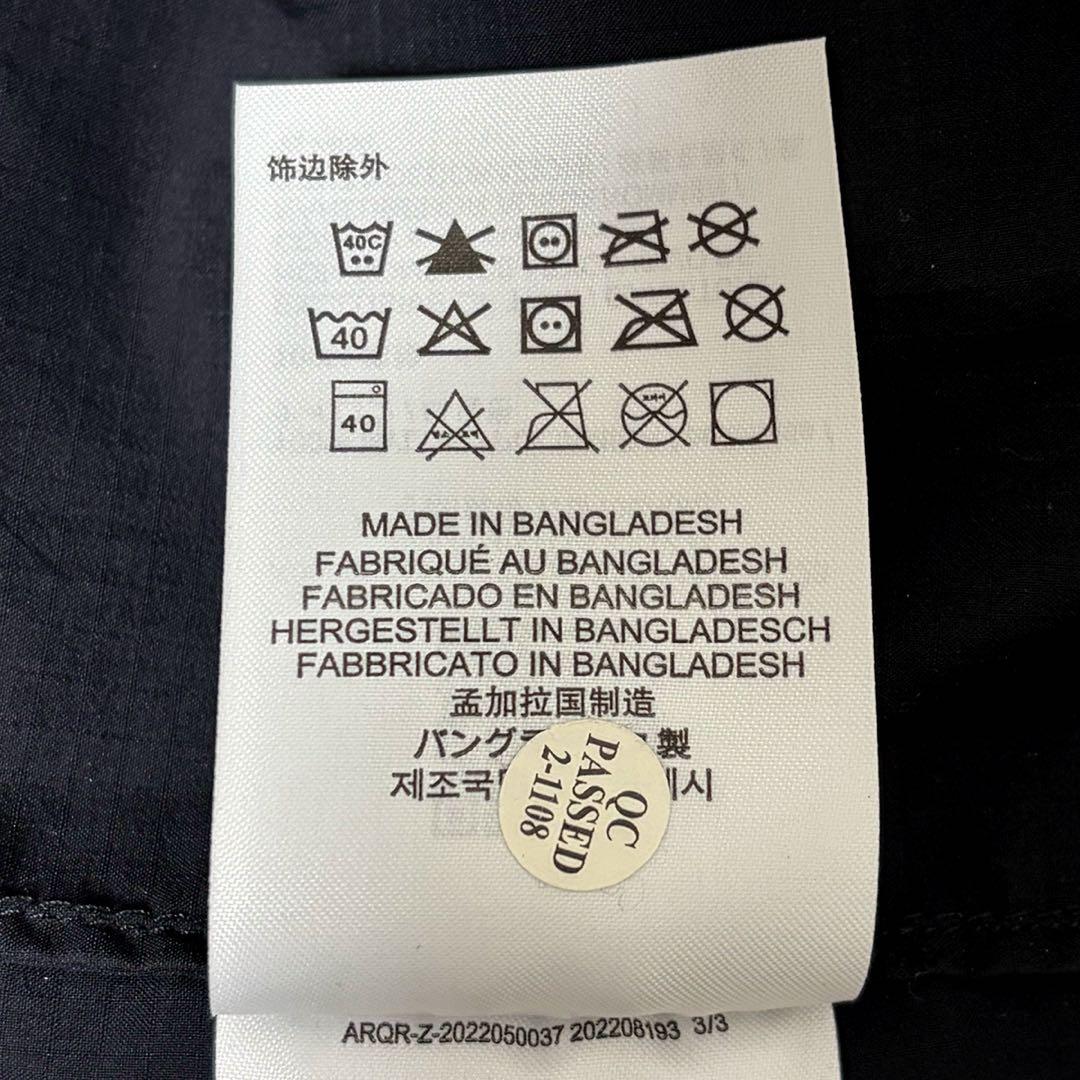 饰边除外
40C
40
40
MADE IN BANGLADESH
FABRIQUÉ AU BANGLADESH
FABRICADO EN BANGLADESH
HERGESTELLT IN BANGLADESCH
FABBRICATO IN BANGLADESH
孟加拉国制造
バングラ 製
제조국 시
QC
PASSED
2-1108
ARQR-Z-2022050037 202208193 3/3